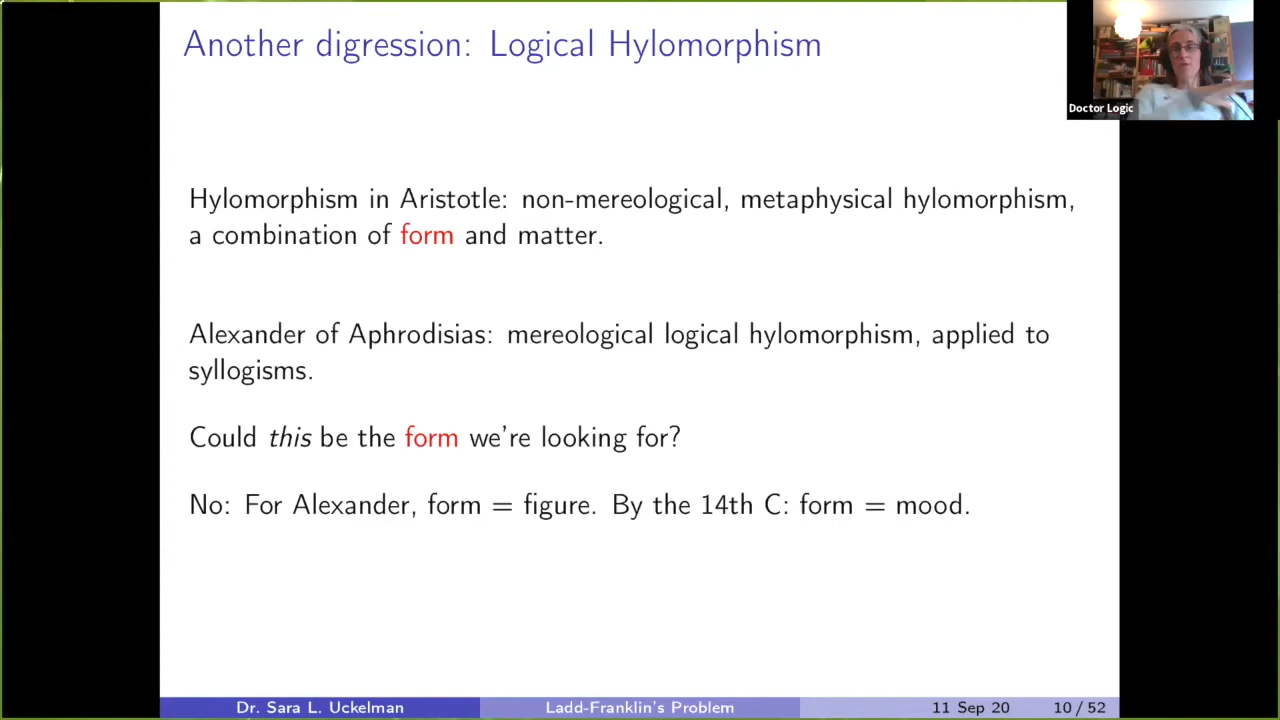 Another digression: Logical Hylomorphism
Doctor Logic
Hylomorphism in Aristotle: non-mereological, metaphysical hylomorphism,
a combination of form and matter.
Alexander of Aphrodisias: mereological logical hylomorphism, applied to
syllogisms.
Could this be the form we're looking for?
No: For Alexander, form = figure. By the 14th C: form = mood.
Dr. Sara L. Uckelman Ladd-Franklin's Problem 11 Sep 20 10 / 52